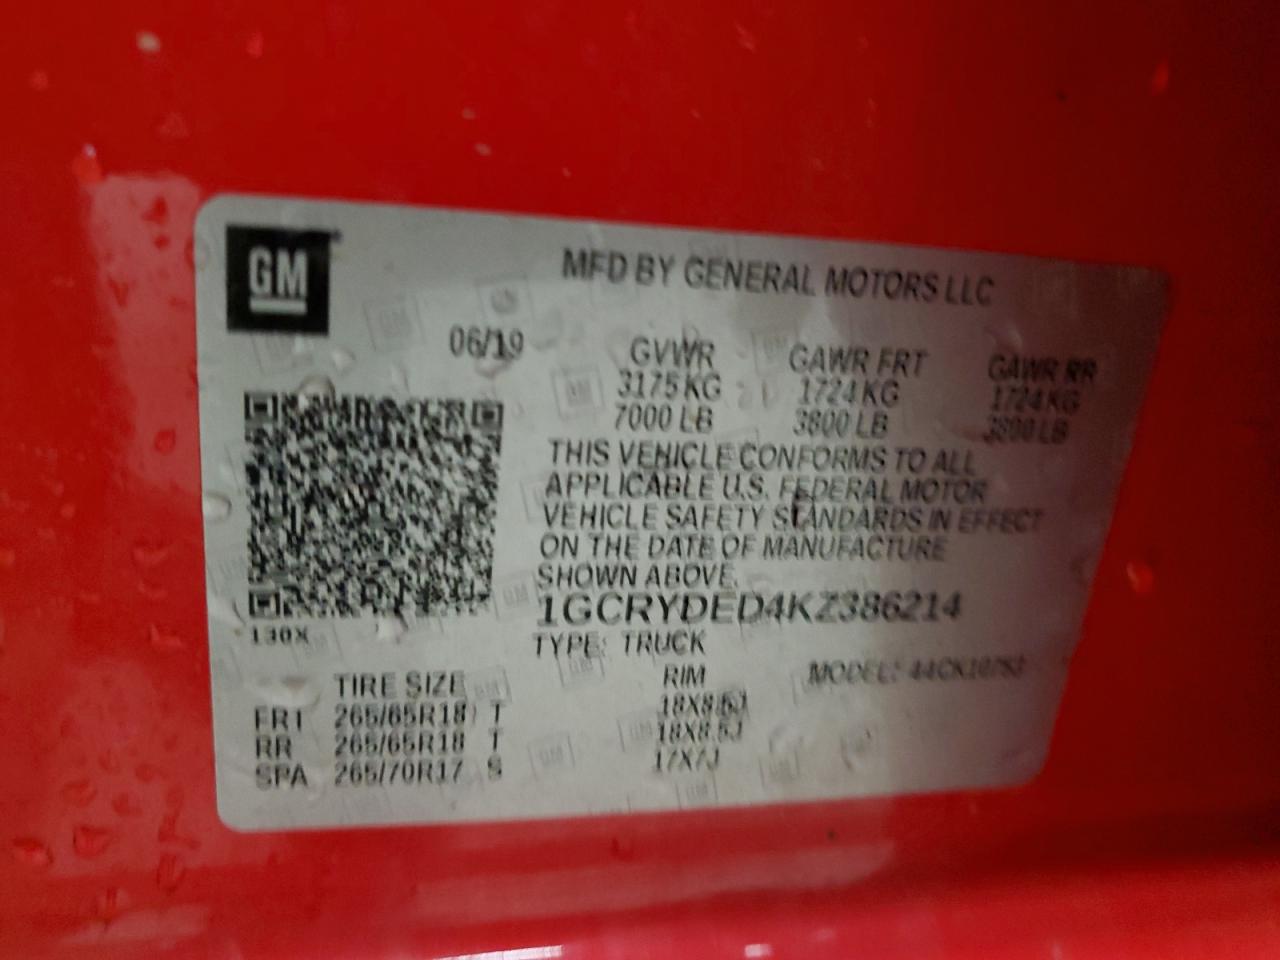 GM
MFD BY GENERAL MOTORS LLC
06/19
GVWR GAWR FRT GAWR RR
3175 KG 1724 KG 1724 KG
7000 LB 3800 LB 3800 LB
THIS VEHICLE CONFORMS TO ALL
APPLICABLE U.S. FEDERAL MOTOR
VEHICLE SAFETY STANDARDS IN EFFECT
ON THE DATE OF MANUFACTURE
SHOWN ABOVE.
1GCRYDED4KZ386214
130X
TYPE: TRUCK
MODEL:
TIRE SIZE RIM
FRT 265/65R18 T 18X8.5J
RR 265/65R18 T 18X8.5J
SPA 265/70R17 S 17X7J